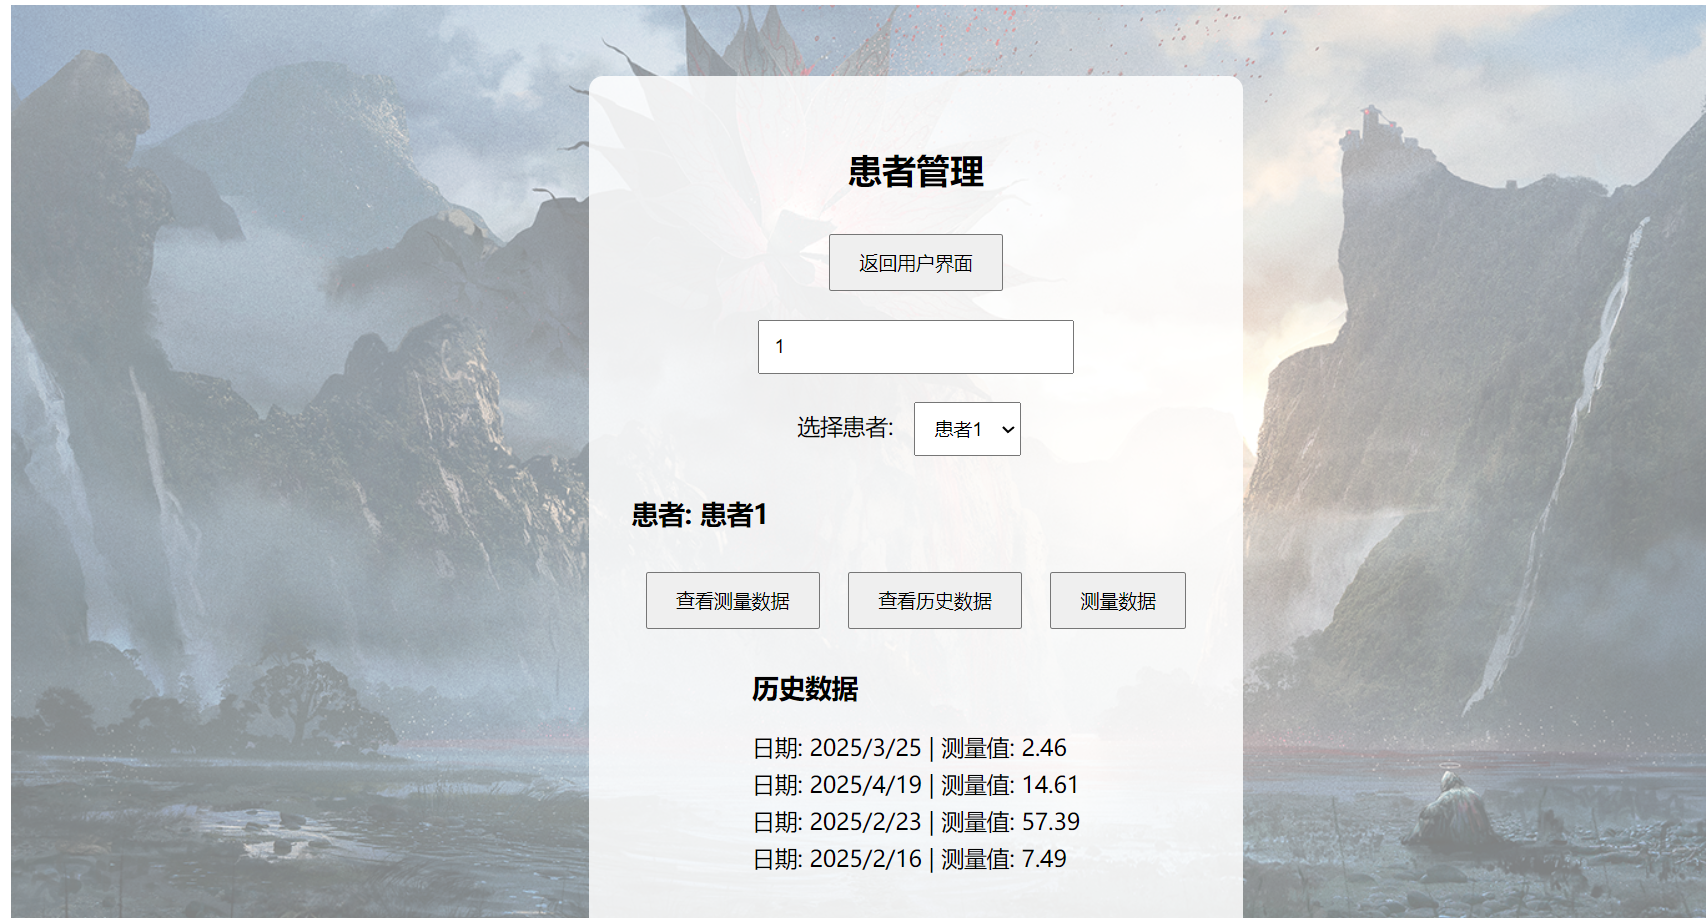 患者管理
返回用户界面
1
选择患者: 患者1
患者: 患者1
查看测量数据 查看历史数据 测量数据
历史数据
日期: 2025/3/25 | 测量值: 2.46
日期: 2025/4/19 | 测量值: 14.61
日期: 2025/2/23 | 测量值: 57.39
日期: 2025/2/16 | 测量值: 7.49